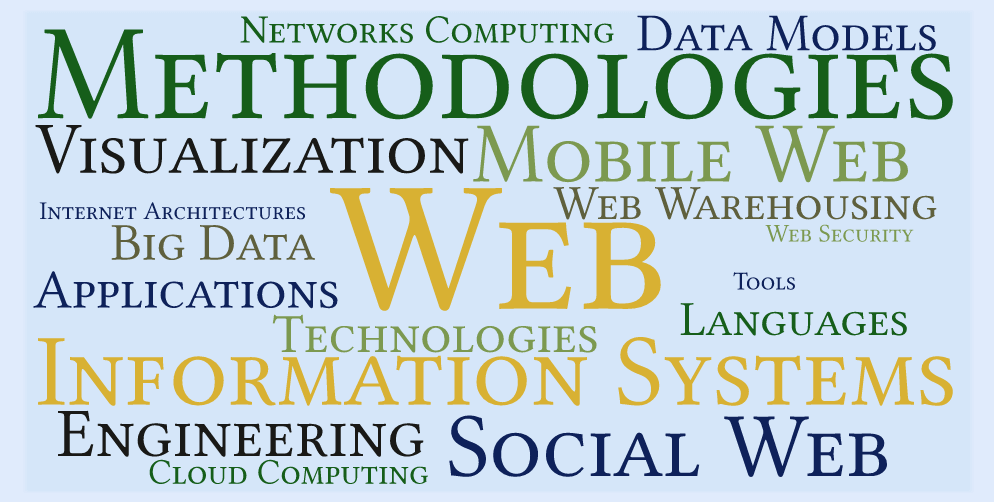 Networks Computing
Data Models
Methodologies
Visualization
Mobile Web
Internet Architectures
Web
Web Warehousing
Big Data
Web Security
Applications
Tools
Technologies
Languages
Information Systems
Engineering
Social Web
Cloud Computing